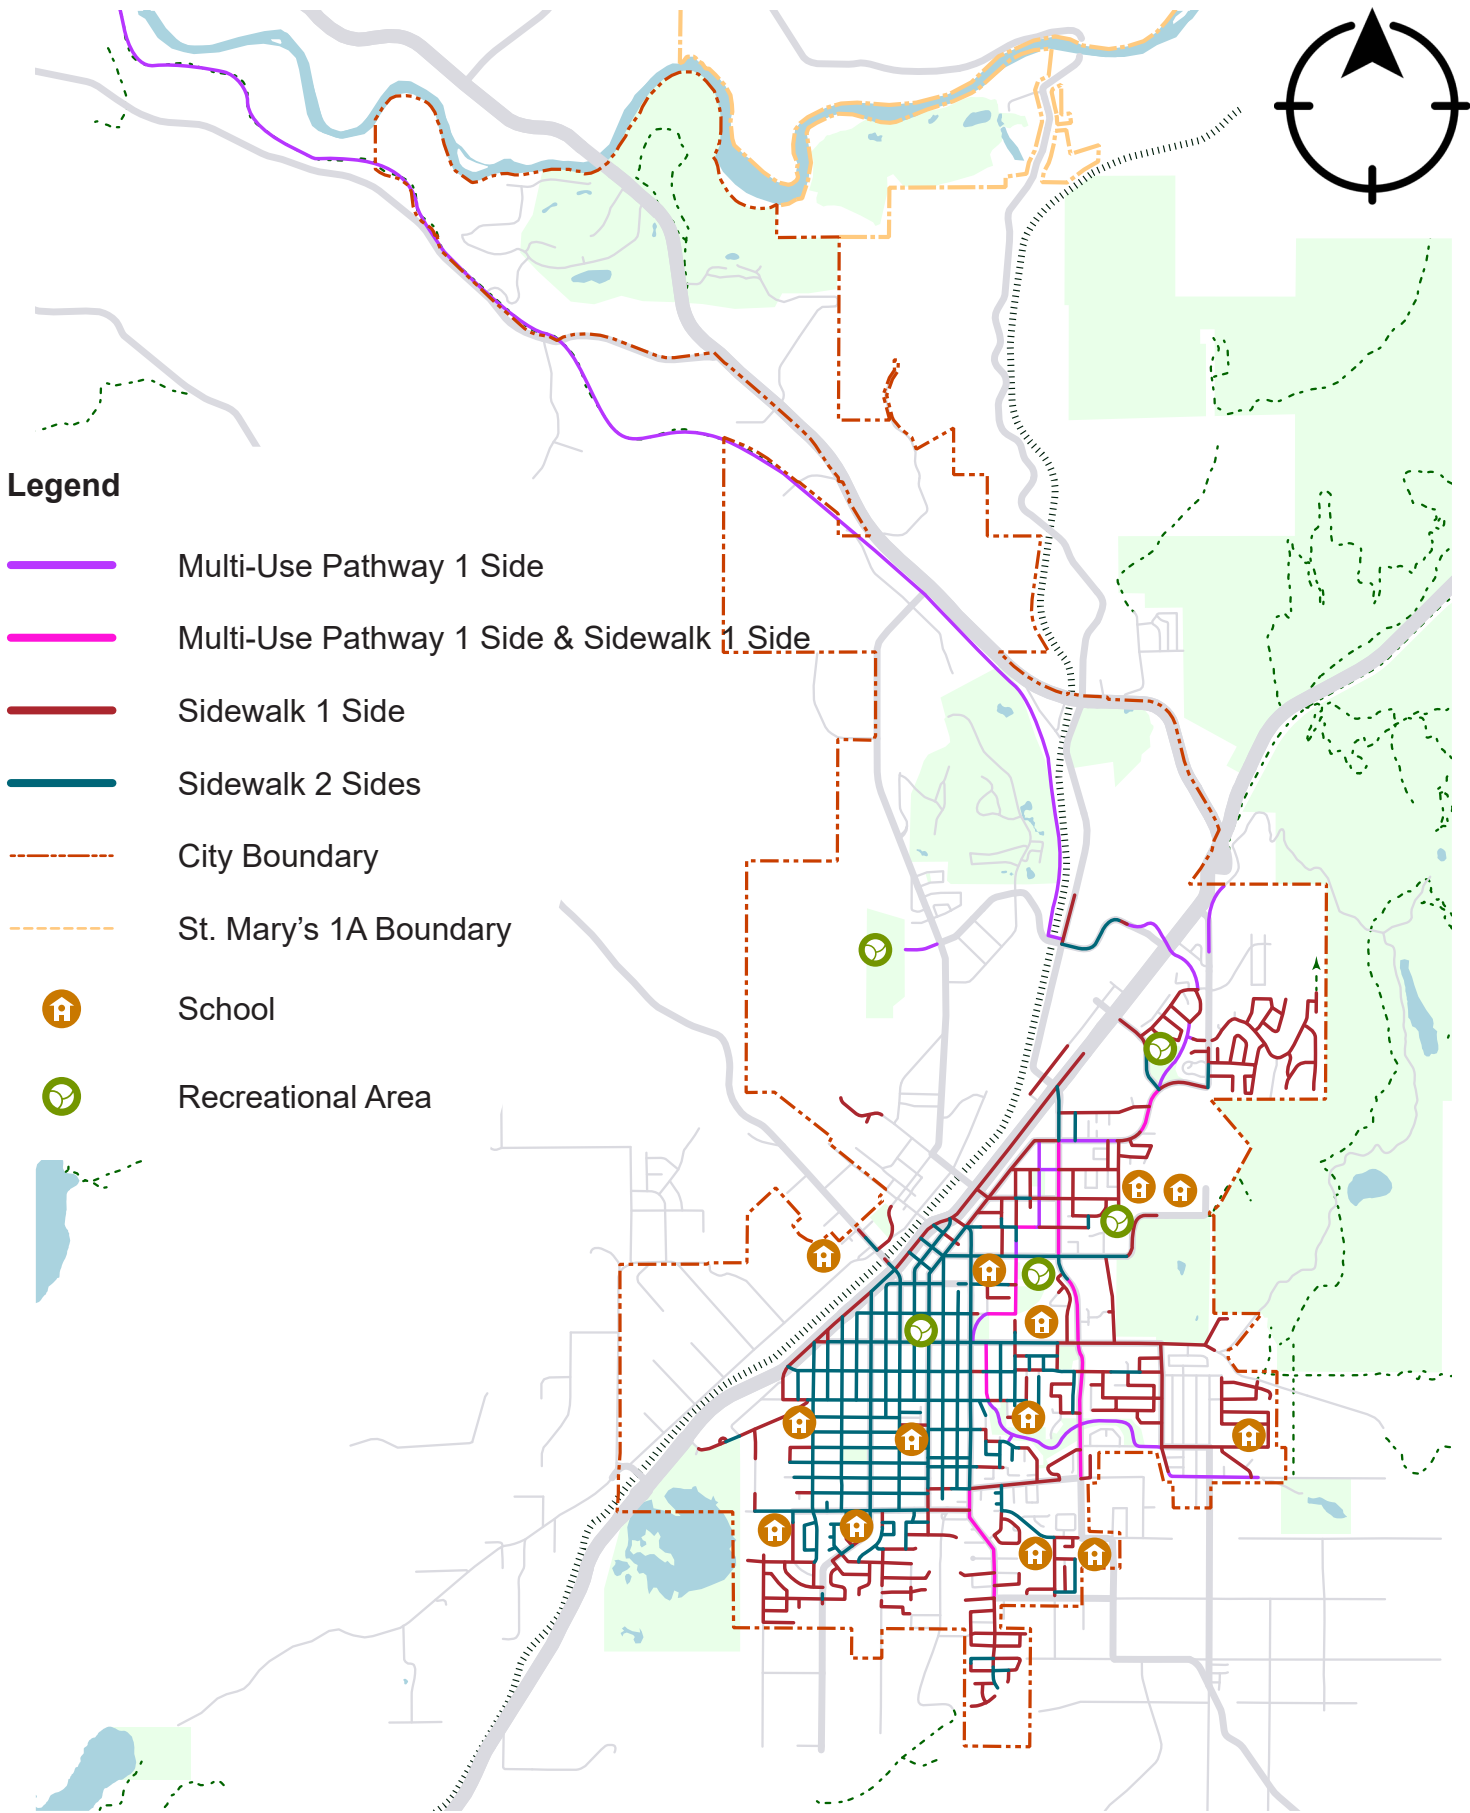 Legend
Multi-Use Pathway 1 Side
Multi-Use Pathway 1 Side & Sidewalk 1 Side
Sidewalk 1 Side
Sidewalk 2 Sides
City Boundary
St. Mary’s 1A Boundary
School
Recreational Area